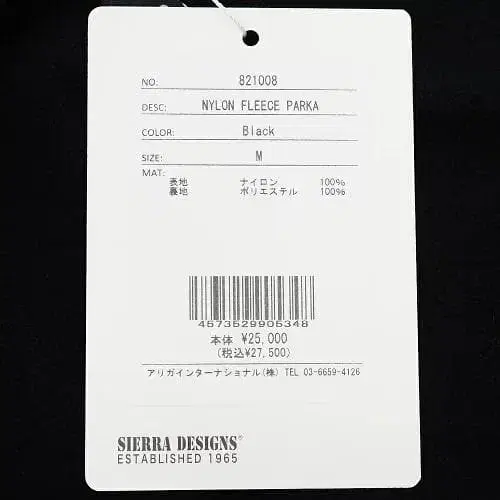 NO: 821008
DESC: NYLON FLEECE PARKA
COLOR: Black
SIZE: M
MAT:
表地 ナイロン 100%
裏地 ポリエステル 100%
4573529905348
本体 ¥25,000
(税込¥27,500)
アリガインターナショナル(株) TEL 03-6659-4126
SIERRA DESIGNS®
ESTABLISHED 1965